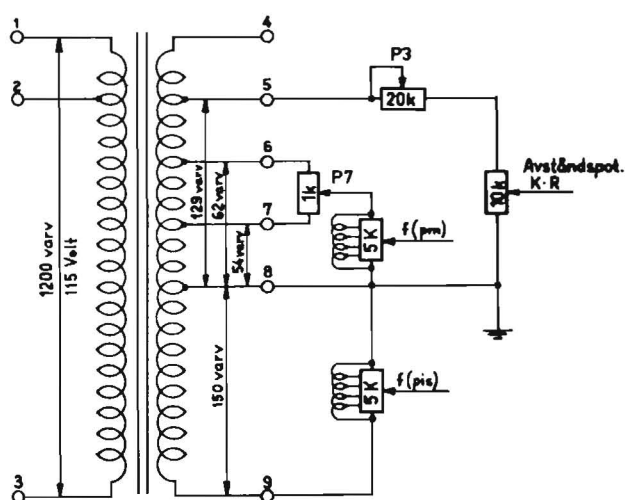 1
2
3
1200 varv
115 Volt
4
5
6
7
8
9
129 varv
62 varv
54 varv
150 varv
P3
20k
P7
1k
10k
Avståndspot.
K·R
5K
f(pm)
5K
f(pis)